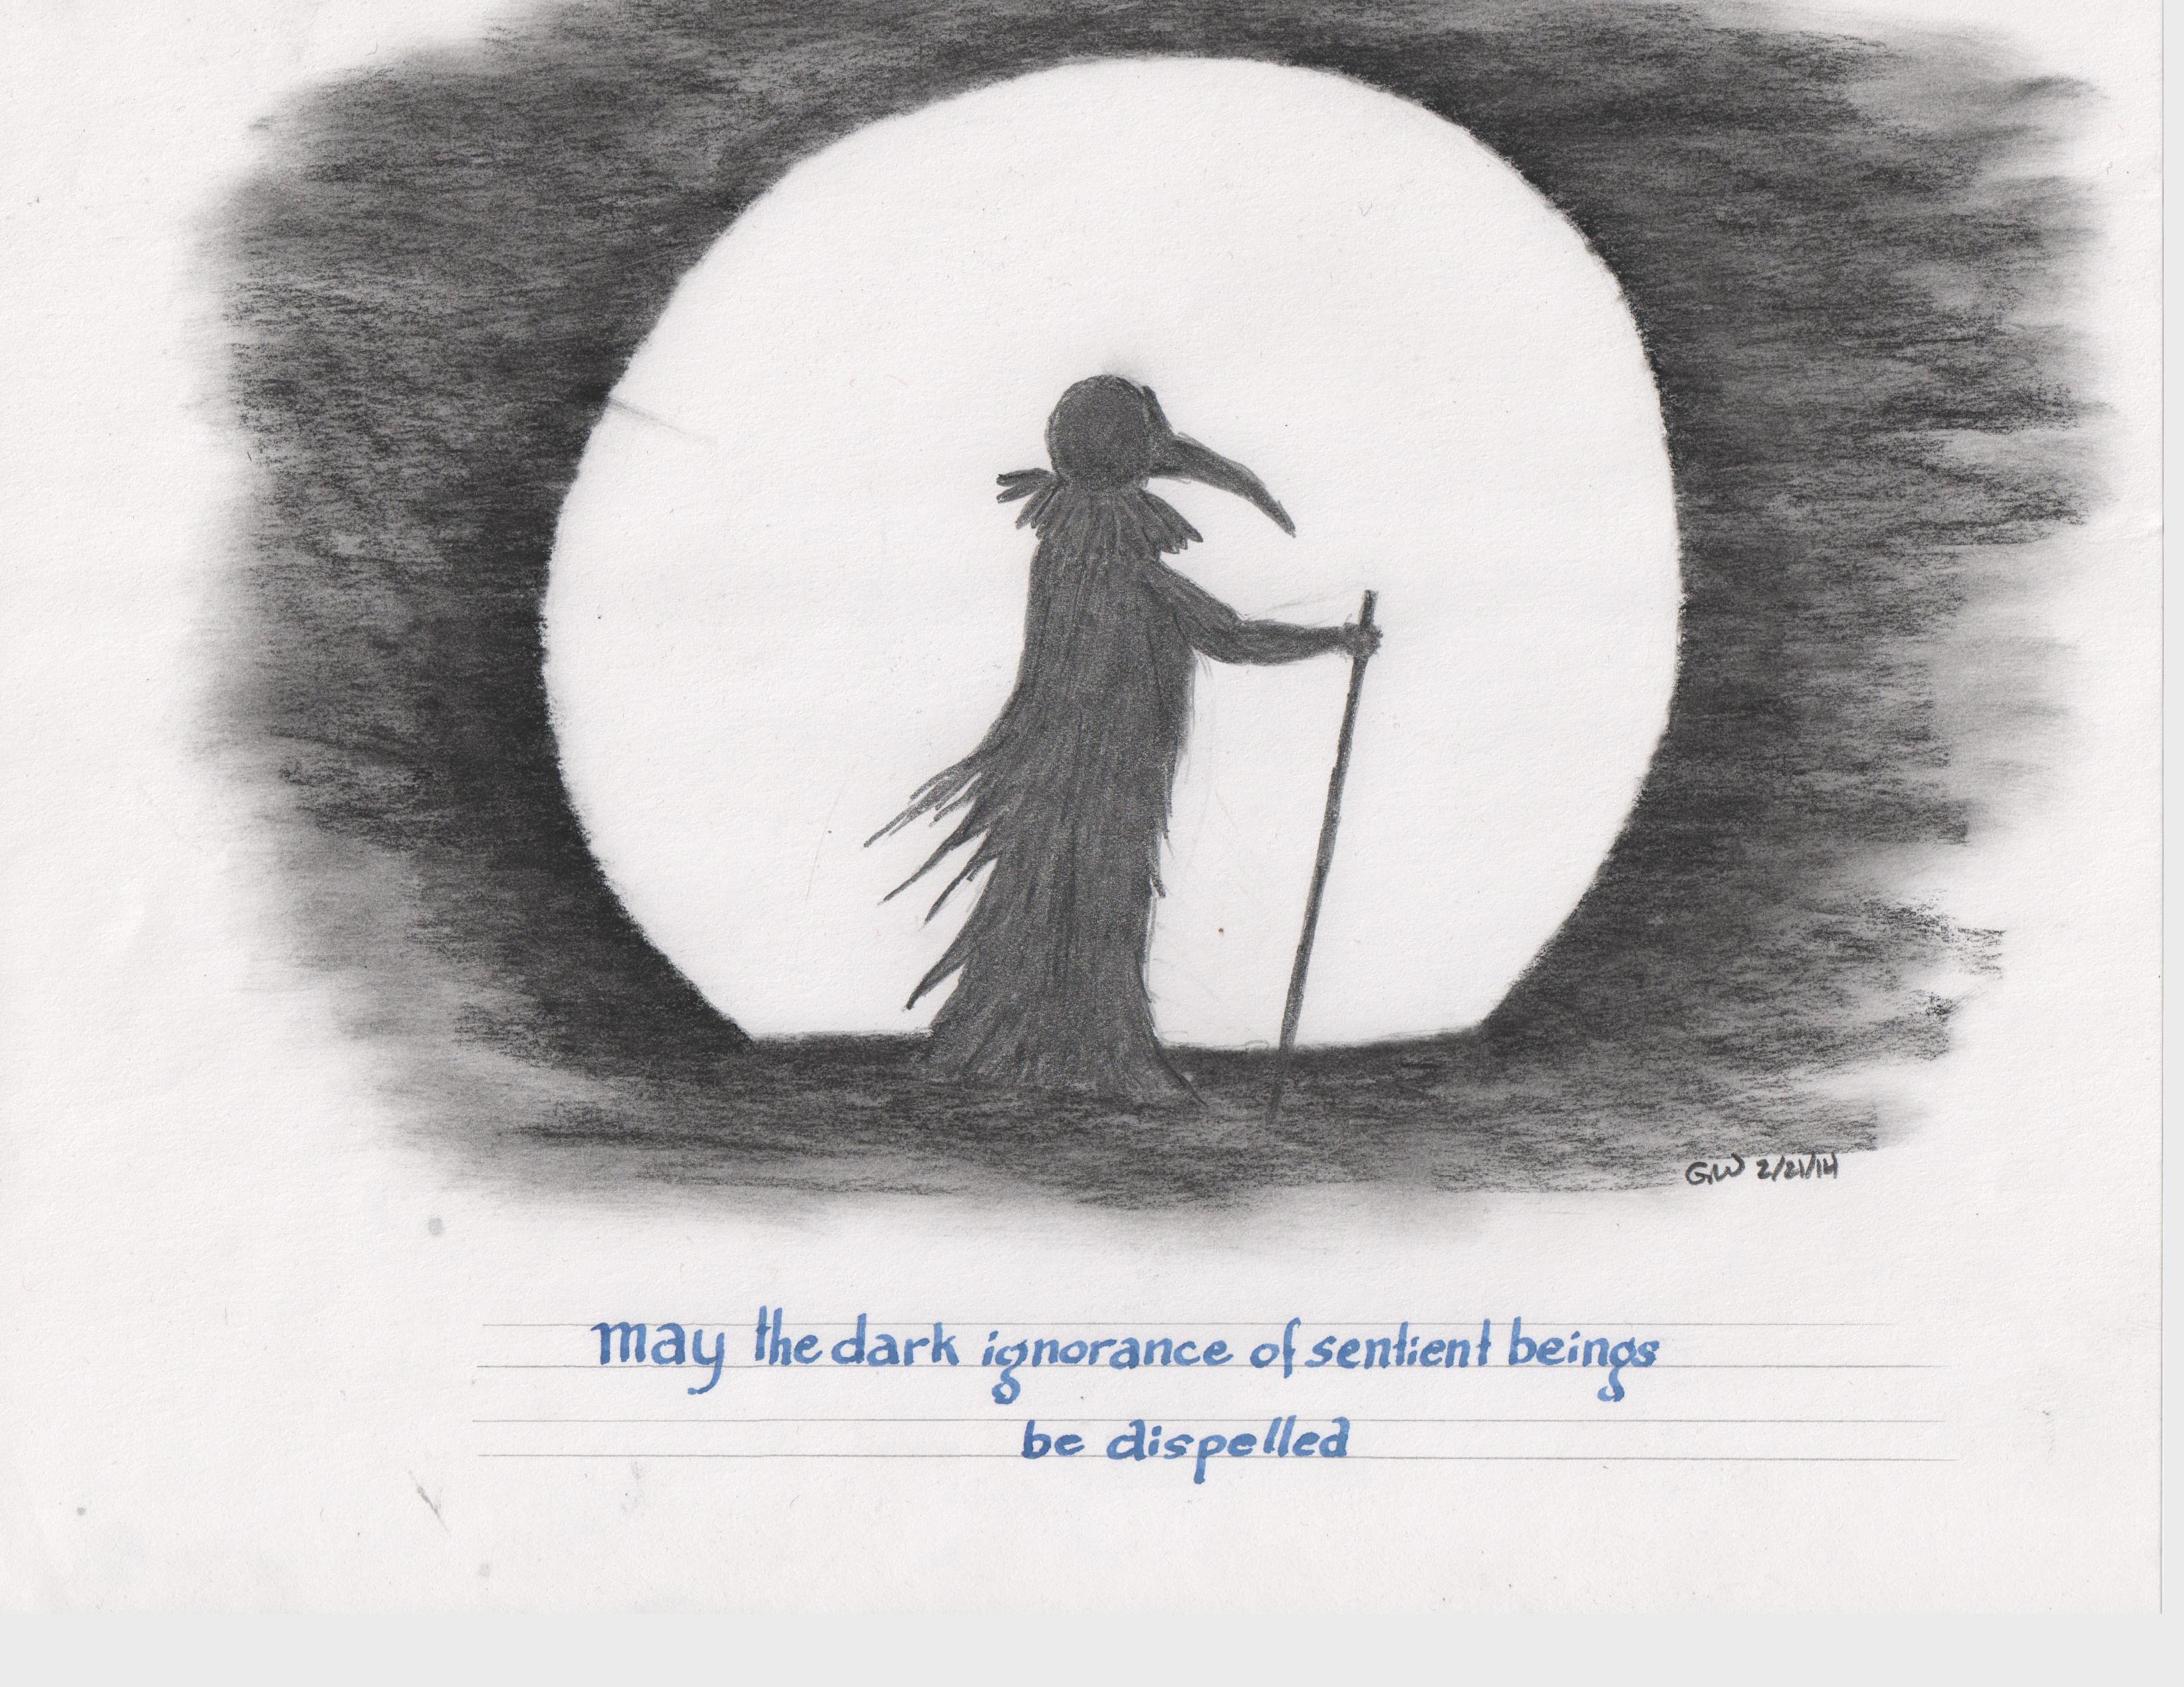 GW 2/21/14
may the dark ignorance of sentient beings
be dispelled